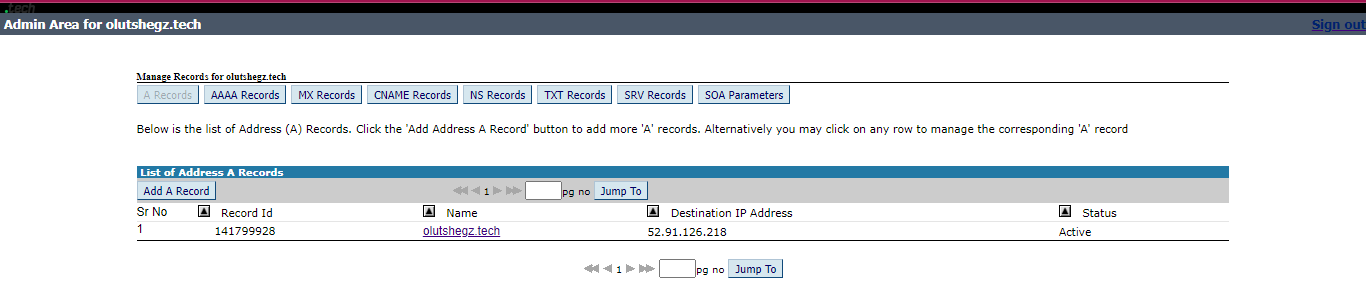 .tech
Admin Area for olutshegz.tech Sign out
Manage Records for olutshegz.tech
A Records AAAA Records MX Records CNAME Records NS Records TXT Records SRV Records SOA Parameters
Below is the list of Address (A) Records. Click the 'Add Address A Record' button to add more 'A' records. Alternatively you may click on any row to manage the corresponding 'A' record
List of Address A Records
Add A Record 1 pg no Jump To
Sr No Record Id Name Destination IP Address Status
1 141799928 olutshegz.tech 52.91.126.218 Active
1 pg no Jump To